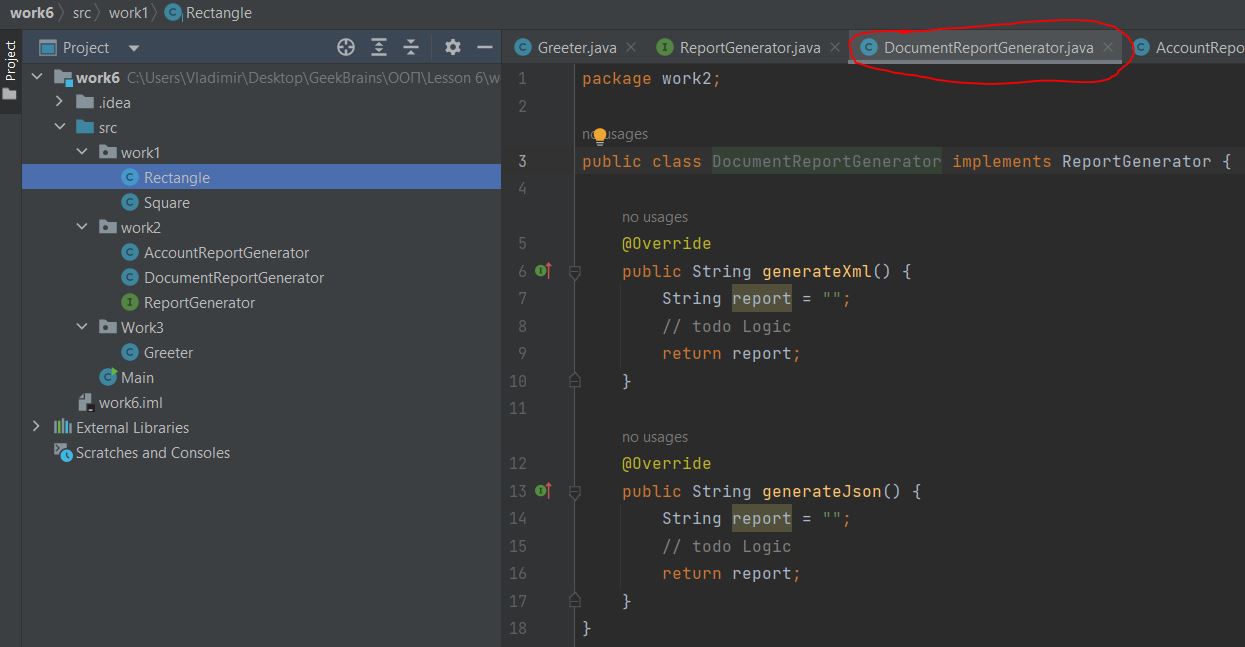 work6 src work1 Rectangle
Project
Project
Greeter.java ReportGenerator.java DocumentReportGenerator.java AccountRepo
work6 C:\Users\Vladimir\Desktop\GeekBrains\ООП\Lesson 6\w
.idea
src
work1
Rectangle
Square
work2
AccountReportGenerator
DocumentReportGenerator
ReportGenerator
Work3
Greeter
Main
work6.iml
External Libraries
Scratches and Consoles
1 package work2;
2
no usages
3 public class DocumentReportGenerator implements ReportGenerator {
4
no usages
5 @Override
6 public String generateXml() {
7 String report = "";
8 // todo Logic
9 return report;
10 }
11
no usages
12 @Override
13 public String generateJson() {
14 String report = "";
15 // todo Logic
16 return report;
17 }
18 }